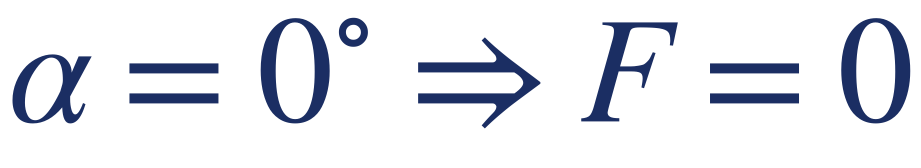 α = 0° ⇒ F = 0